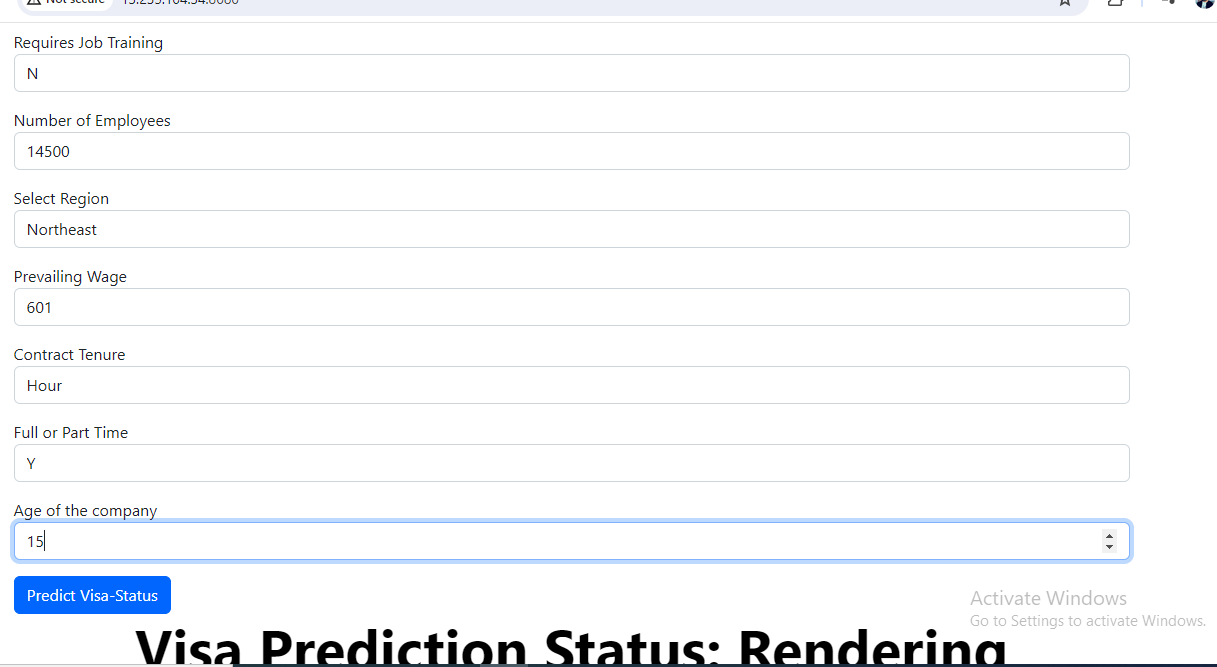 Not secure
Requires Job Training
N
Number of Employees
14500
Select Region
Northeast
Prevailing Wage
601
Contract Tenure
Hour
Full or Part Time
Y
Age of the company
15
Predict Visa-Status
Activate Windows
Go to Settings to activate Windows.
Visa Prediction Status: Rendering